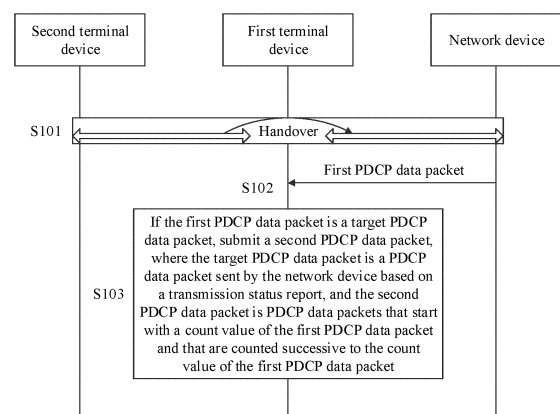 Second terminal
device
First terminal
device
Network device
S101
Handover
First PDCP data packet
S102
If the first PDCP data packet is a target PDCP
data packet, submit a second PDCP data packet,
where the target PDCP data packet is a PDCP
data packet sent by the network device based on
a transmission status report, and the second
PDCP data packet is PDCP data packets that start
with a count value of the first PDCP data packet
and that are counted successive to the count
value of the first PDCP data packet
S103